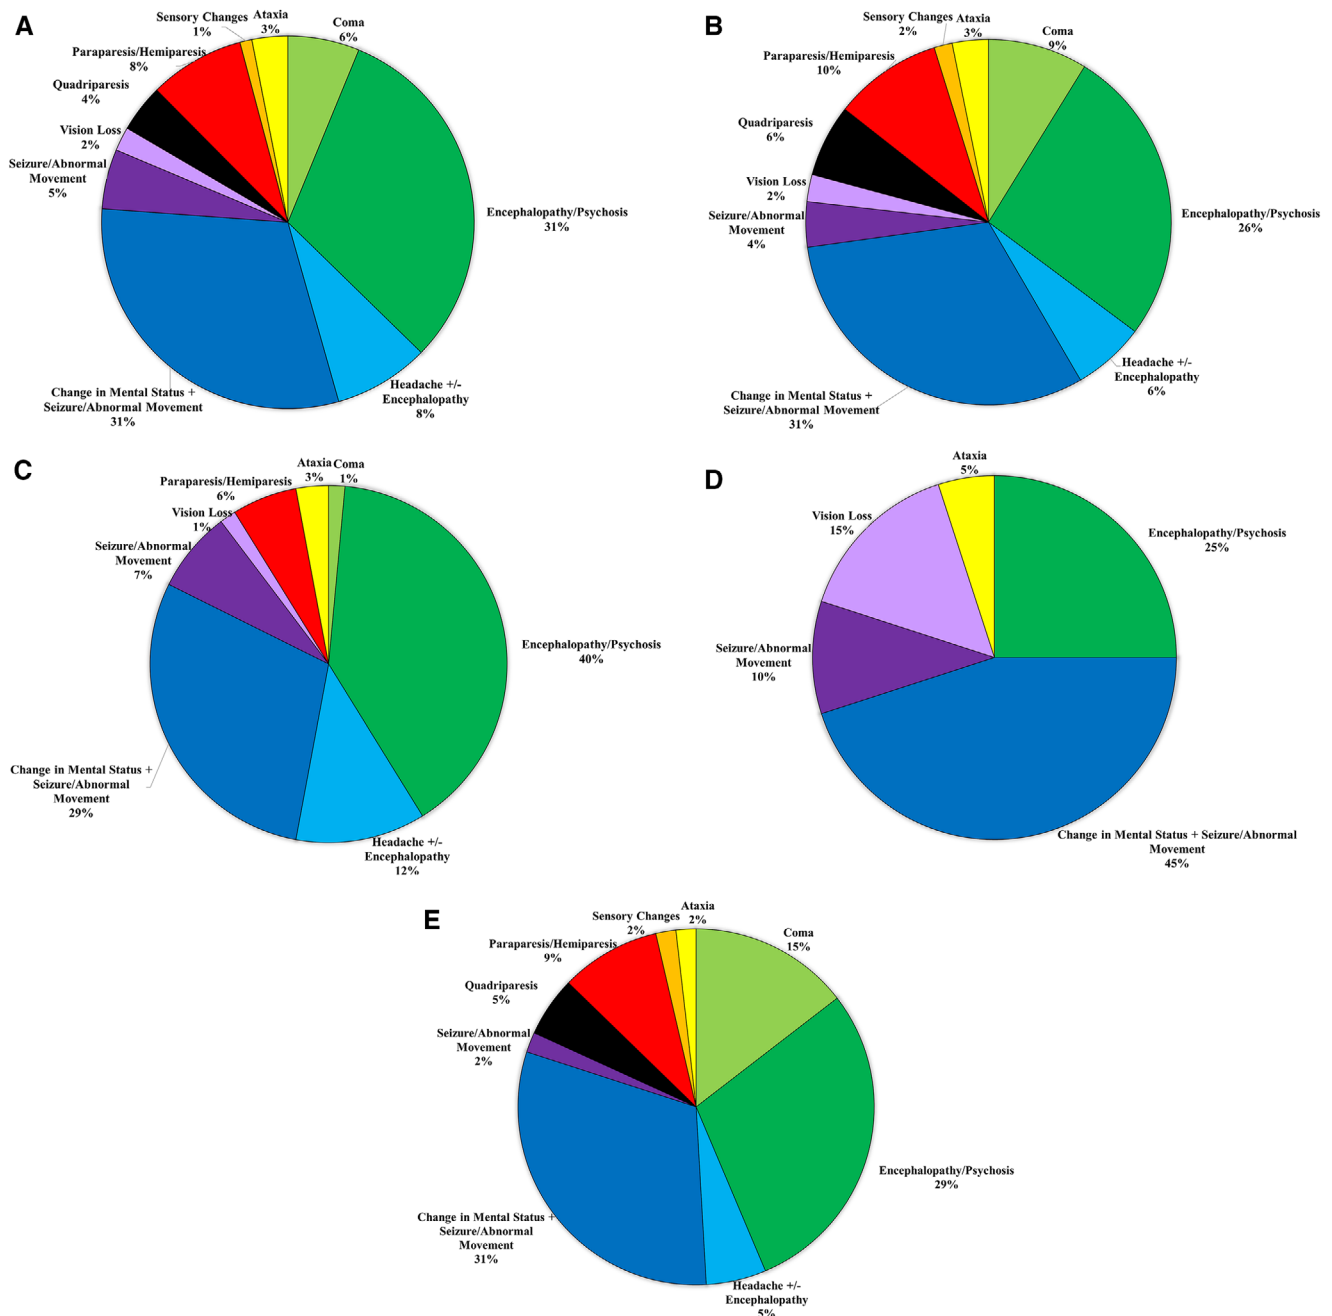 A
Sensory Changes
1%
Ataxia
3%
Coma
6%
Paraparesis/Hemiparesis
8%
Quadriparesis
4%
Vision Loss
2%
Seizure/Abnormal
Movement
5%
Encephalopathy/Psychosis
31%
Change in Mental Status +
Seizure/Abnormal Movement
31%
Headache +/-
Encephalopathy
8%
B
Sensory Changes
2%
Ataxia
3%
Coma
9%
Paraparesis/Hemiparesis
10%
Quadriparesis
6%
Vision Loss
2%
Seizure/Abnormal
Movement
4%
Encephalopathy/Psychosis
26%
Headache +/-
Encephalopathy
6%
Change in Mental Status +
Seizure/Abnormal Movement
31%
C
Ataxia
3%
Coma
1%
Paraparesis/Hemiparesis
6%
Vision Loss
1%
Seizure/Abnormal
Movement
7%
Encephalopathy/Psychosis
40%
Change in Mental Status +
Seizure/Abnormal
Movement
29%
Headache +/-
Encephalopathy
12%
D
Ataxia
5%
Vision Loss
15%
Encephalopathy/Psychosis
25%
Seizure/Abnormal
Movement
10%
Change in Mental Status + Seizure/Abnormal
Movement
45%
E
Sensory Changes
2%
Ataxia
2%
Coma
15%
Paraparesis/Hemiparesis
9%
Quadriparesis
5%
Seizure/Abnormal
Movement
2%
Encephalopathy/Psychosis
29%
Change in Mental Status +
Seizure/Abnormal
Movement
31%
Headache +/-
Encephalopathy
5%